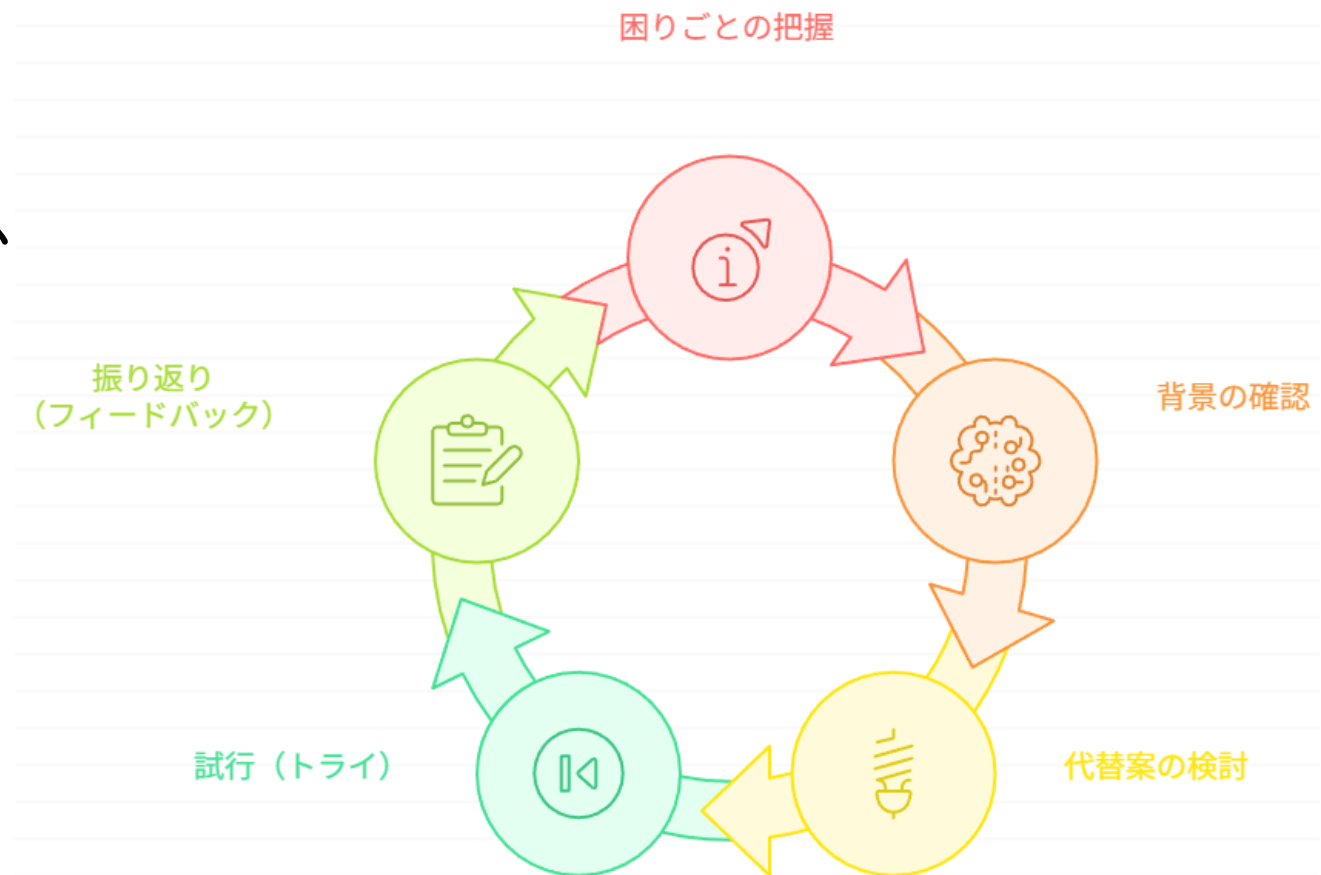 困りごとの把握
背景の確認
代替案の検討
試行（トライ）
振り返り
（フィードバック）